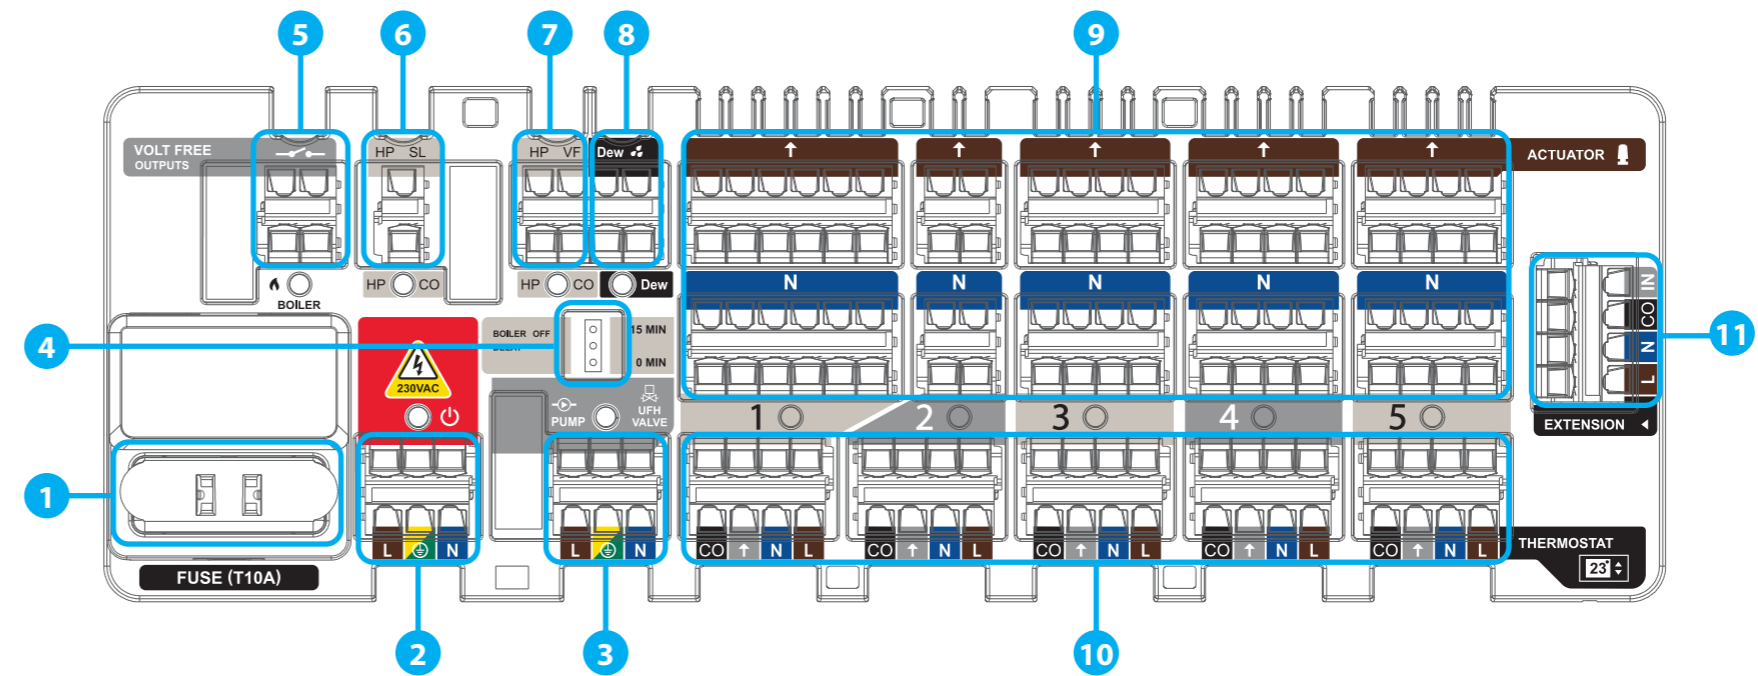 5 6 7 8 9
VOLT FREE
OUTPUTS
HP SL
HP VF
Dew
↑ ↑ ↑ ↑ ↑
ACTUATOR
HP CO
HP CO
Dew
BOILER
N N N N N
IN
CO
N
L
11
EXTENSION
4
BOILER OFF
15 MIN
0 MIN
230VAC
PUMP
UFH
VALVE
1 2 3 4 5
1
L N
L N
CO ↑ N L
CO ↑ N L
CO ↑ N L
CO ↑ N L
CO ↑ N L
THERMOSTAT
23°
FUSE (T10A)
2 3 10